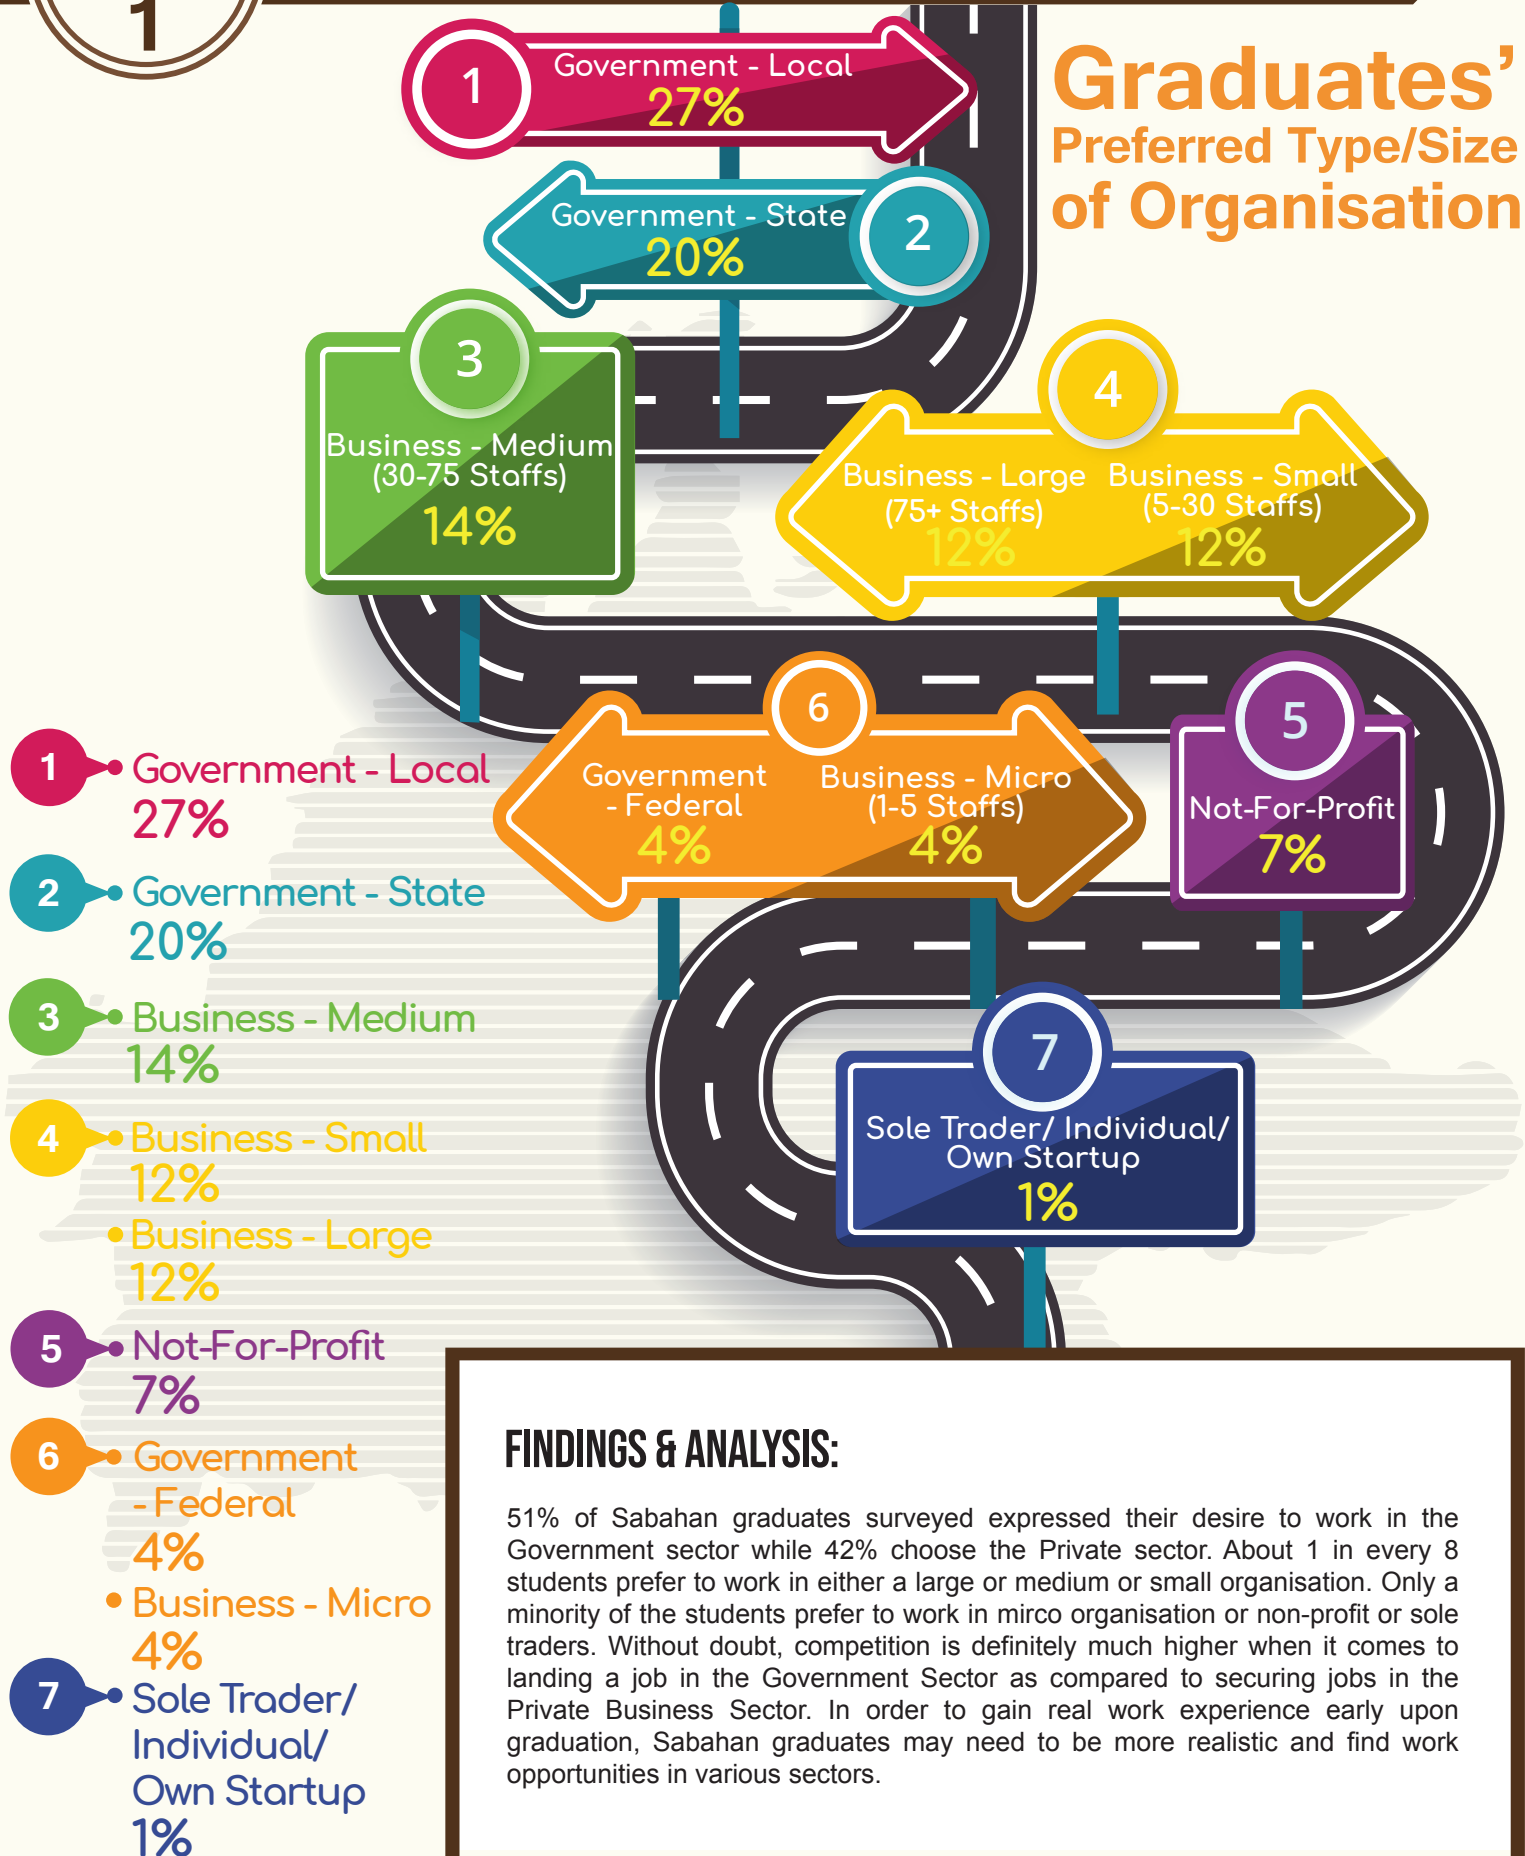 1
Graduates’
Preferred Type/Size
of Organisation
1
Government - Local
27%
Government - State
20%
2
3
Business - Medium
(30-75 Staffs)
14%
4
Business - Large
(75+ Staffs)
12%
Business - Small
(5-30 Staffs)
12%
6
Government
- Federal
4%
Business - Micro
(1-5 Staffs)
4%
5
Not-For-Profit
7%
7
Sole Trader/ Individual/
Own Startup
1%
1
Government - Local
27%
2
Government - State
20%
3
Business - Medium
14%
4
Business - Small
12%
Business - Large
12%
5
Not-For-Profit
7%
6
Government
- Federal
4%
Business - Micro
4%
7
Sole Trader/
Individual/
Own Startup
1%
FINDINGS & ANALYSIS:
51% of Sabahan graduates surveyed expressed their desire to work in the
Government sector while 42% choose the Private sector. About 1 in every 8
students prefer to work in either a large or medium or small organisation. Only a
minority of the students prefer to work in mirco organisation or non-profit or sole
traders. Without doubt, competition is definitely much higher when it comes to
landing a job in the Government Sector as compared to securing jobs in the
Private Business Sector. In order to gain real work experience early upon
graduation, Sabahan graduates may need to be more realistic and find work
opportunities in various sectors.